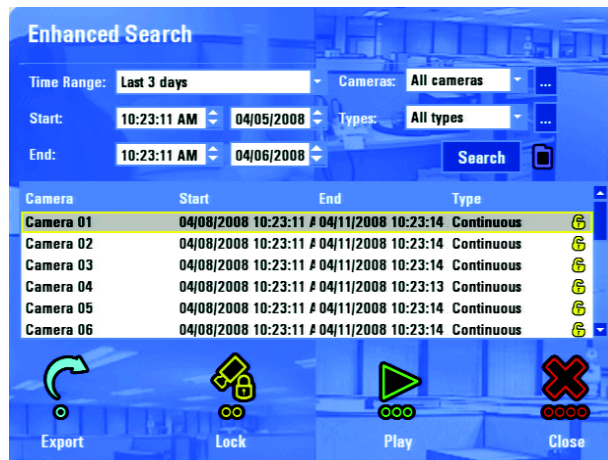 Enhanced Search
Time Range: Last 3 days Cameras: All cameras ...
Start: 10:23:11 AM 04/05/2008 Types: All types ...
End: 10:23:11 AM 04/06/2008 Search
Camera Start End Type
Camera 01 04/08/2008 10:23:11 A 04/11/2008 10:23:14 Continuous
Camera 02 04/08/2008 10:23:11 A 04/11/2008 10:23:14 Continuous
Camera 03 04/08/2008 10:23:11 A 04/11/2008 10:23:14 Continuous
Camera 04 04/08/2008 10:23:11 A 04/11/2008 10:23:13 Continuous
Camera 05 04/08/2008 10:23:11 A 04/11/2008 10:23:14 Continuous
Camera 06 04/08/2008 10:23:11 A 04/11/2008 10:23:14 Continuous
Export Lock Play Close